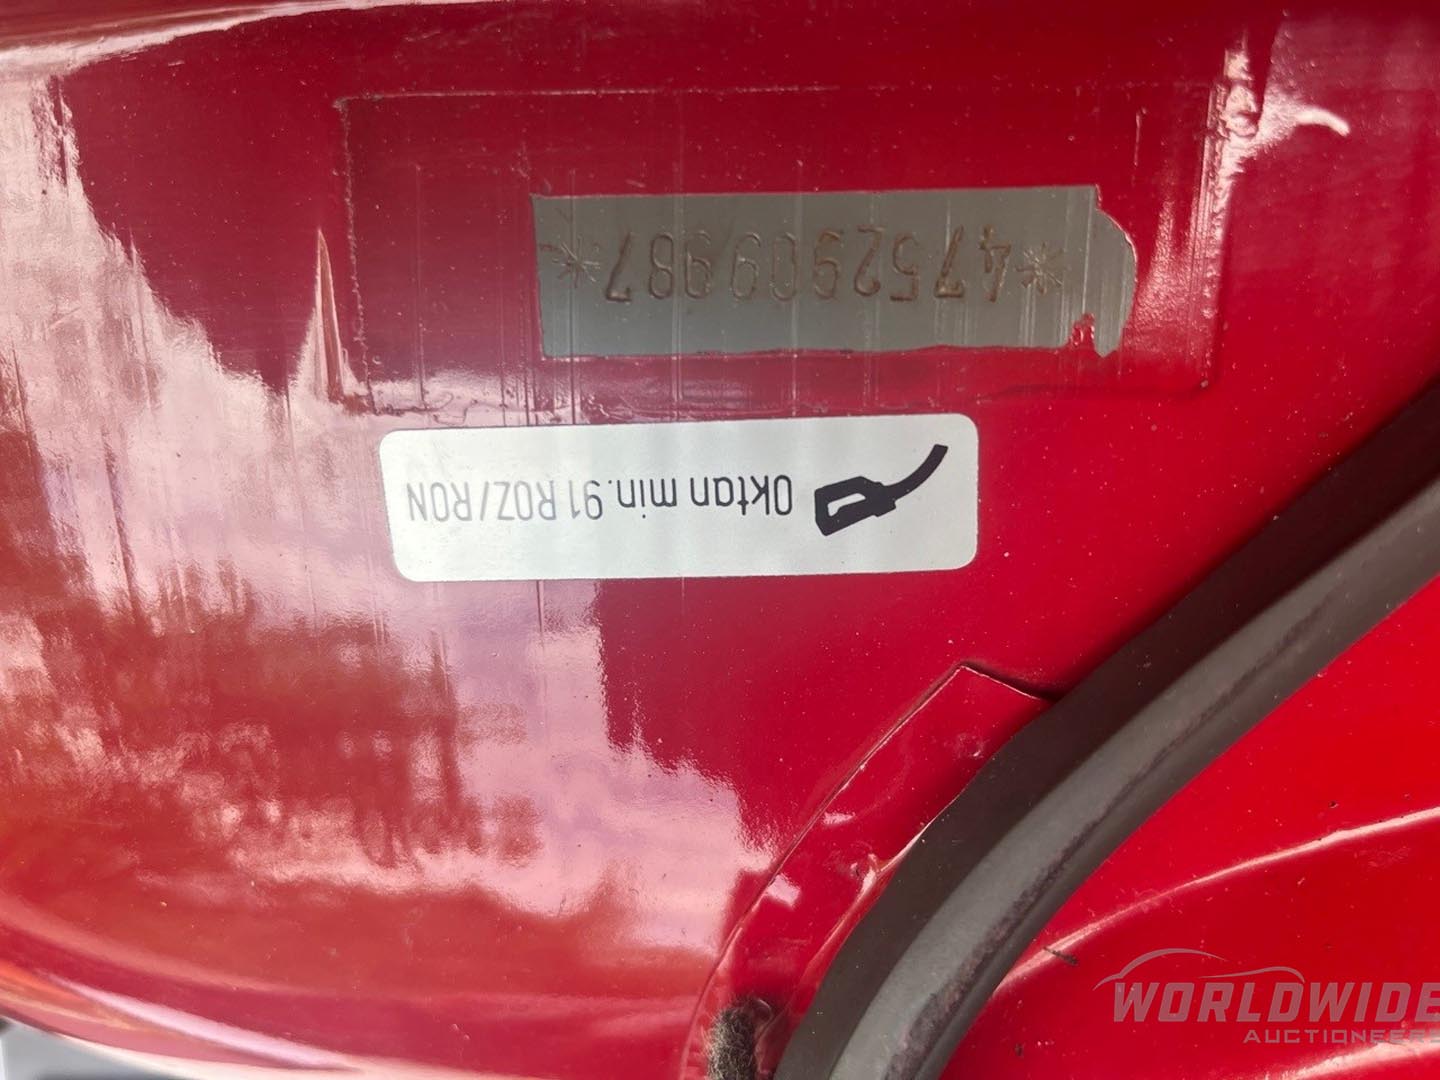 Oktan min. 91 ROZ/RON
*4752909987*
WORLDWIDE
AUCTIONEERS